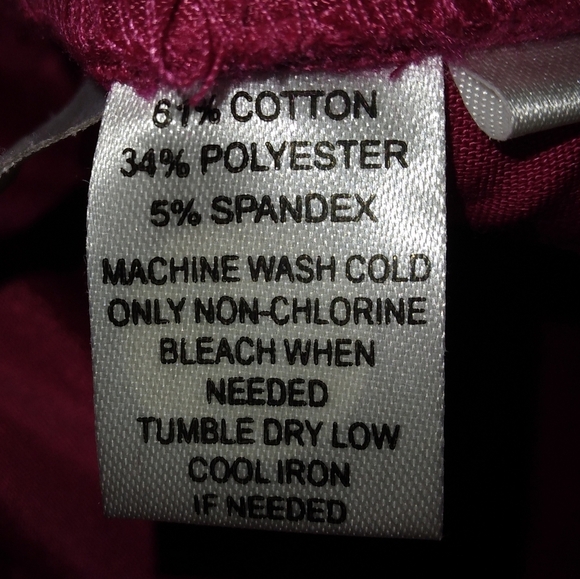 61% COTTON
34% POLYESTER
5% SPANDEX
MACHINE WASH COLD
ONLY NON-CHLORINE
BLEACH WHEN
NEEDED
TUMBLE DRY LOW
COOL IRON
IF NEEDED